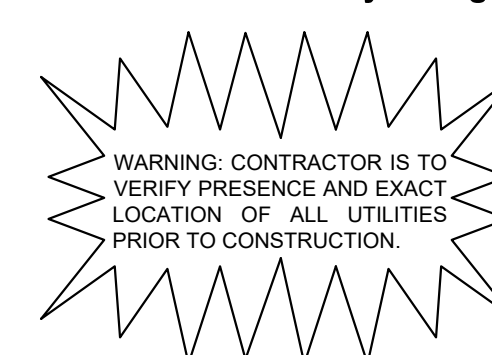 WARNING: CONTRACTOR IS TO
VERIFY PRESENCE AND EXACT
LOCATION OF ALL UTILITIES
PRIOR TO CONSTRUCTION.